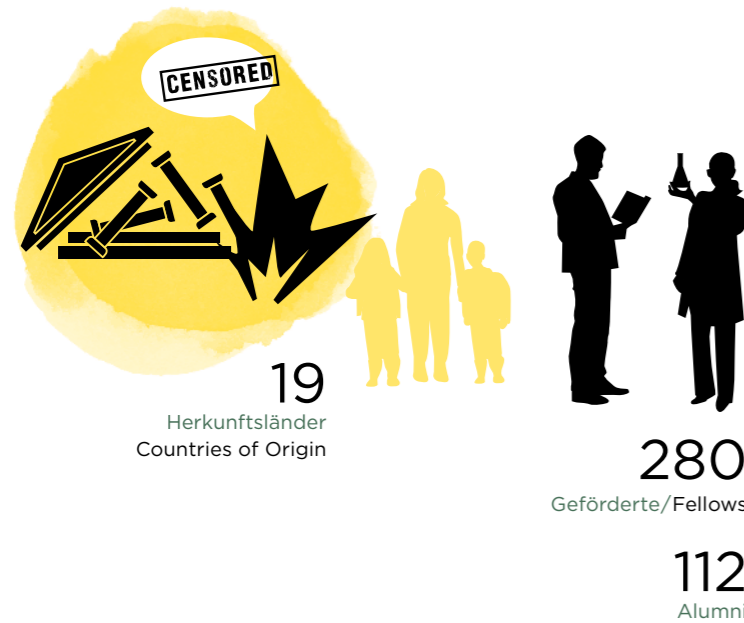 CENSORED
19
Herkunftsländer
Countries of Origin
280
Geförderte/Fellows
112
Alumni